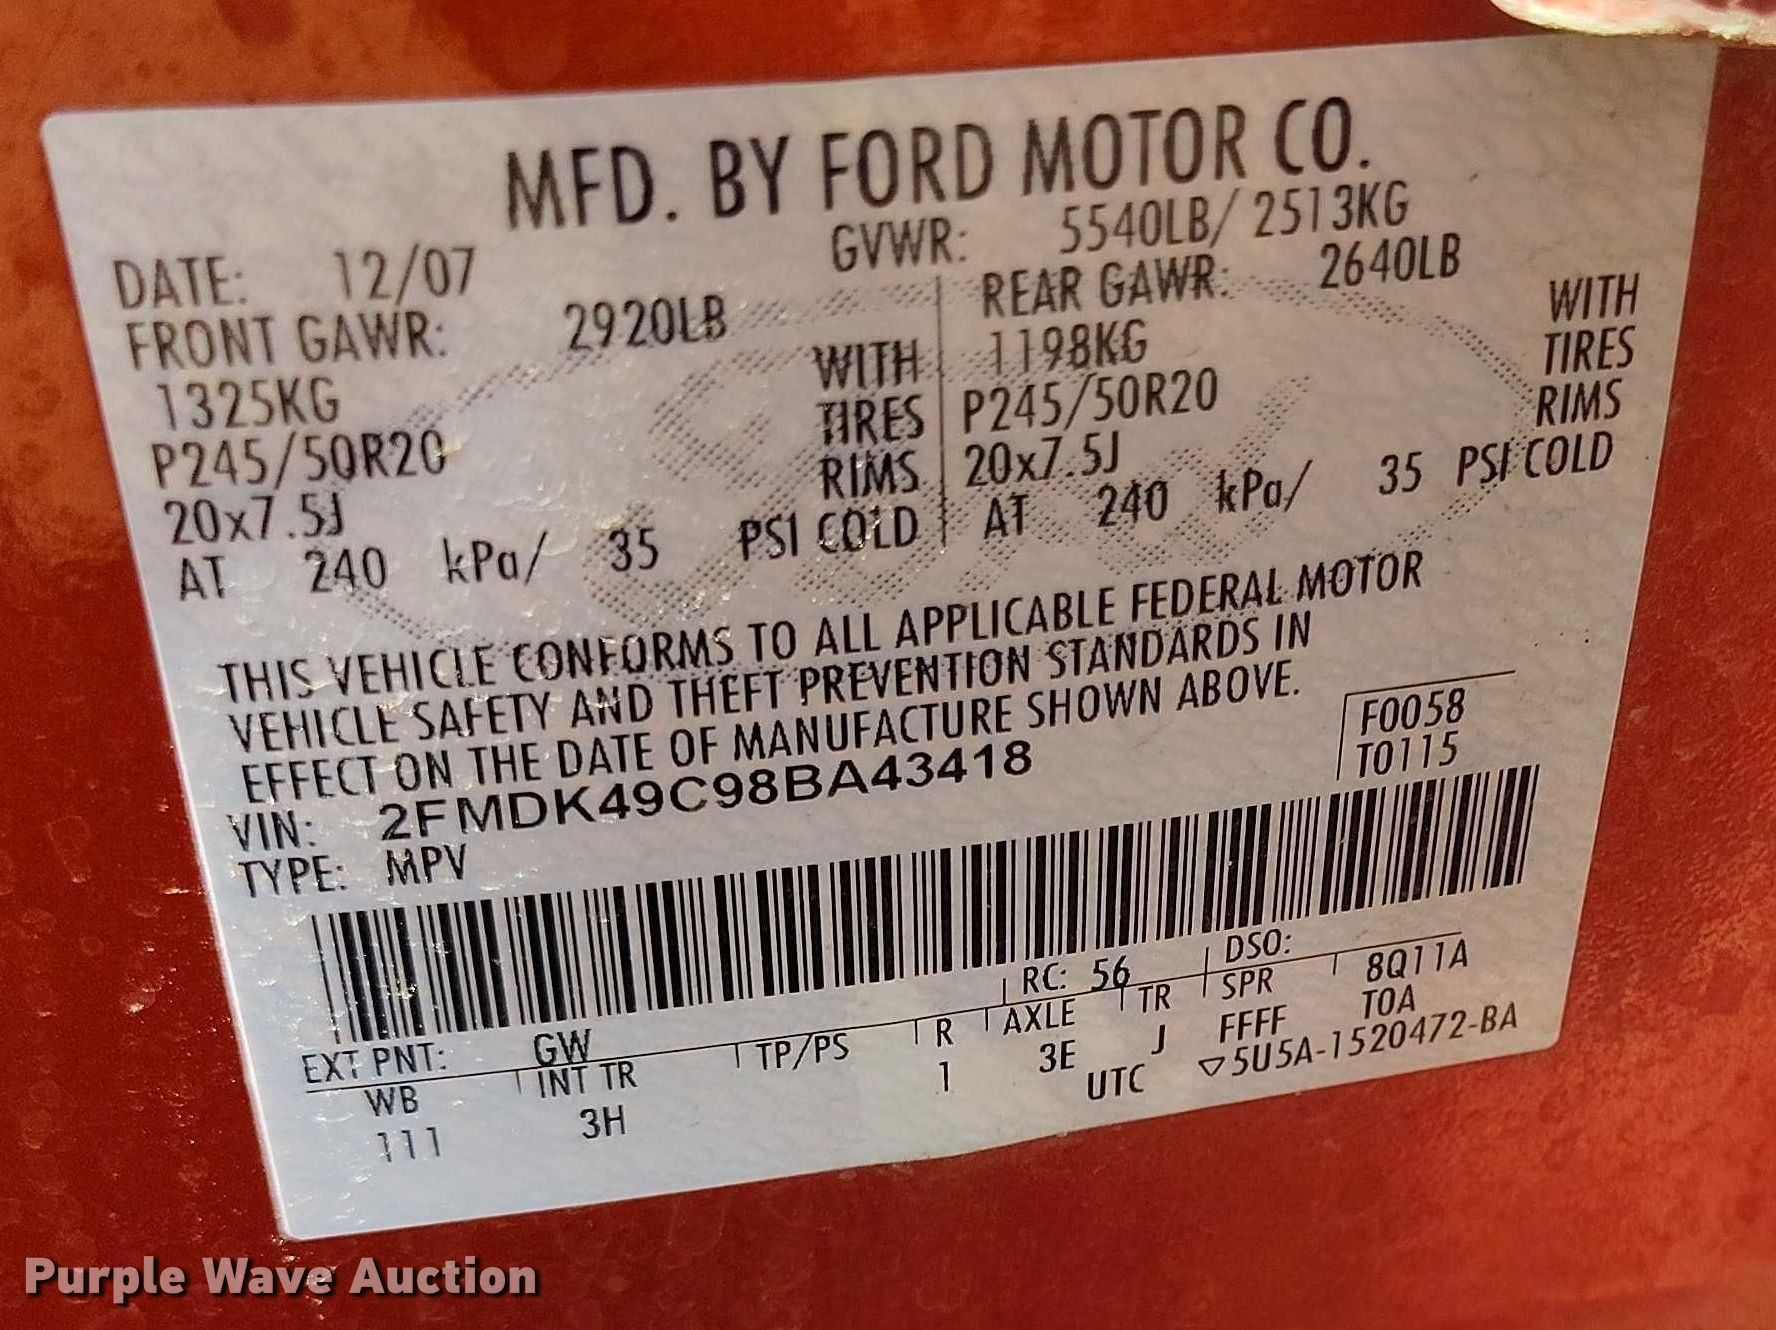 MFD. BY FORD MOTOR CO.
DATE: 12/07 GVWR: 5540LB/ 2513KG
FRONT GAWR: 2920LB REAR GAWR: 2640LB
1325KG WITH 1198KG WITH
P245/50R20 TIRES P245/50R20 TIRES
20x7.5J RIMS 20x7.5J RIMS
AT 240 kPa/ 35 PSI COLD AT 240 kPa/ 35 PSI COLD
THIS VEHICLE CONFORMS TO ALL APPLICABLE FEDERAL MOTOR
VEHICLE SAFETY AND THEFT PREVENTION STANDARDS IN
EFFECT ON THE DATE OF MANUFACTURE SHOWN ABOVE.
VIN: 2FMDK49C98BA43418 F0058
TYPE: MPV T0115
EXT PNT: GW RC: 56 DSO:
WB INT TR TP/PS R AXLE TR SPR 8Q11A
111 3H 1 3E J FFFF T0A
UTC ▽5U5A-1520472-BA
Purple Wave Auction